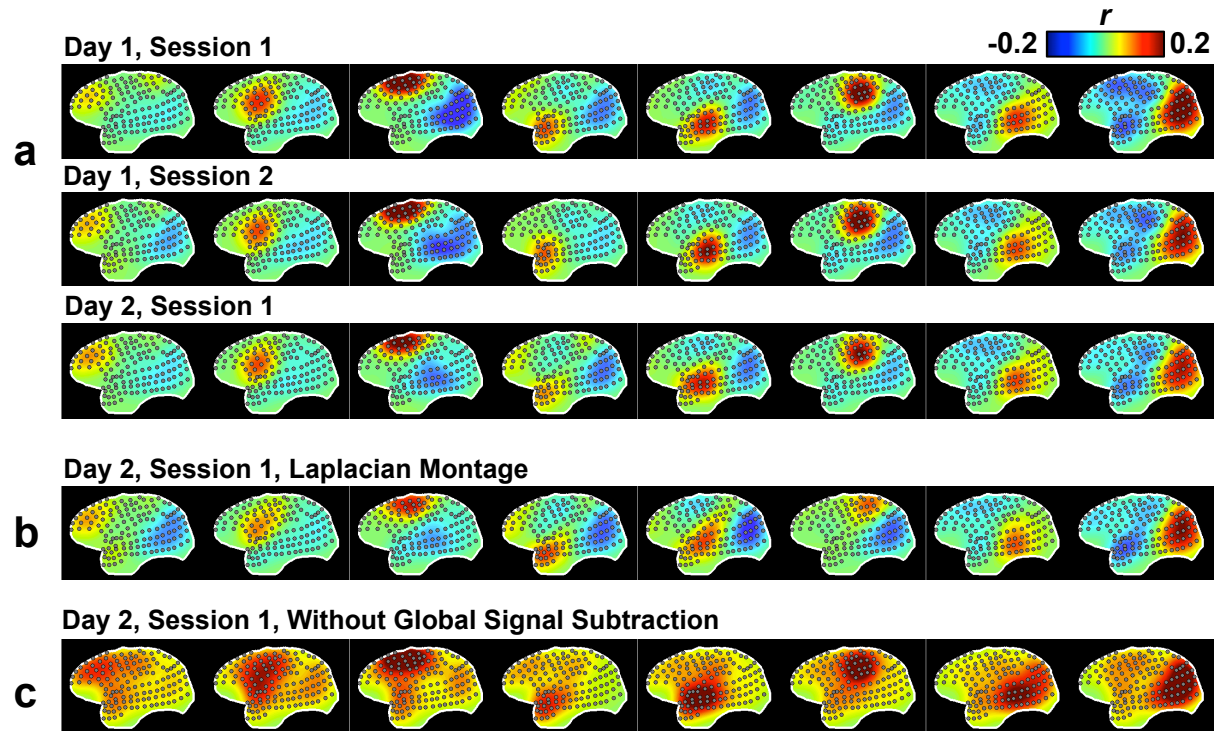 r
Day 1, Session 1
-0.2 0.2
a
Day 1, Session 2
Day 2, Session 1
Day 2, Session 1, Laplacian Montage
b
Day 2, Session 1, Without Global Signal Subtraction
c